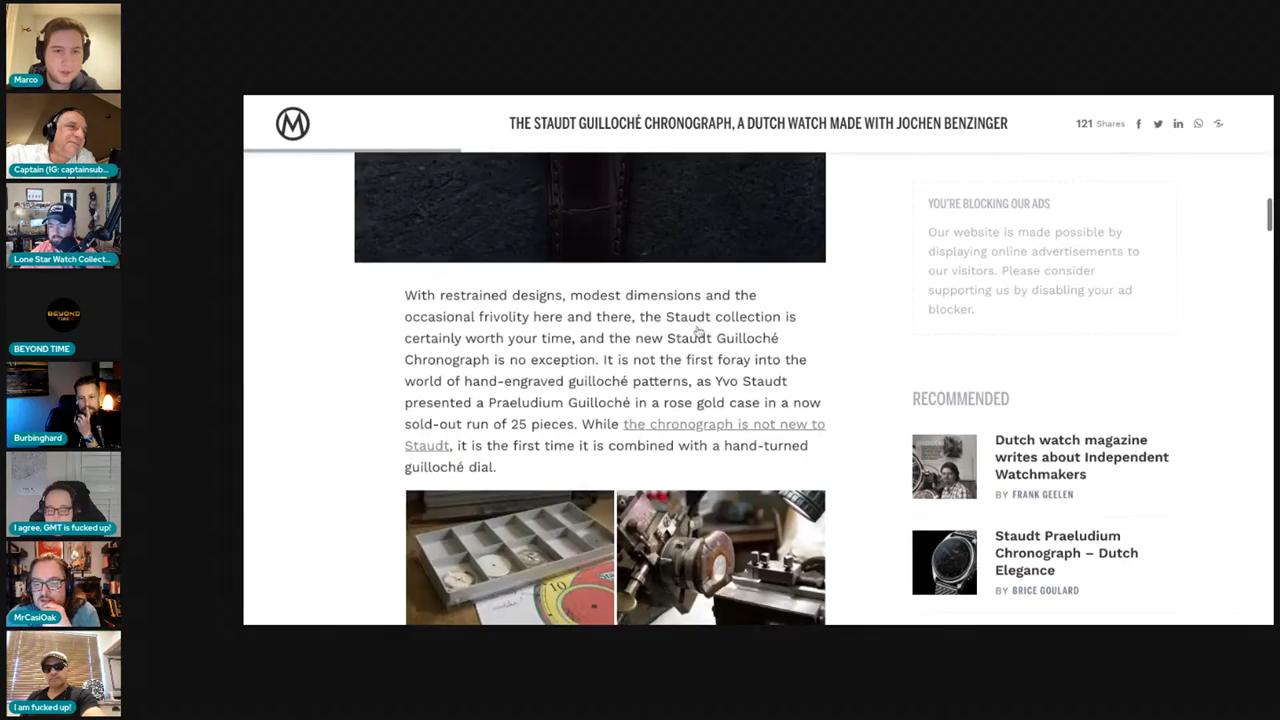 Marco
Captain (IG: captainsub...
Lone Star Watch Collect...
BEYOND TIME
BEYOND TIME
Burbinghard
I agree, GMT is fucked up!
MrCasiOak
I am fucked up!
M
THE STAUDT GUILLOCHÉ CHRONOGRAPH, A DUTCH WATCH MADE WITH JOCHEN BENZINGER
121 Shares
With restrained designs, modest dimensions and the
occasional frivolity here and there, the Staudt collection is
certainly worth your time, and the new Staudt Guilloché
Chronograph is no exception. It is not the first foray into the
world of hand-engraved guilloché patterns, as Yvo Staudt
presented a Praeludium Guilloché in a rose gold case in a now
sold-out run of 25 pieces. While the chronograph is not new to
Staudt, it is the first time it is combined with a hand-turned
guilloché dial.
YOU'RE BLOCKING OUR ADS
Our website is made possible by
displaying online advertisements to
our visitors. Please consider
supporting us by disabling your ad
blocker.
RECOMMENDED
Dutch watch magazine
writes about Independent
Watchmakers
BY FRANK GEELEN
Staudt Praeludium
Chronograph – Dutch
Elegance
BY BRICE GOULARD